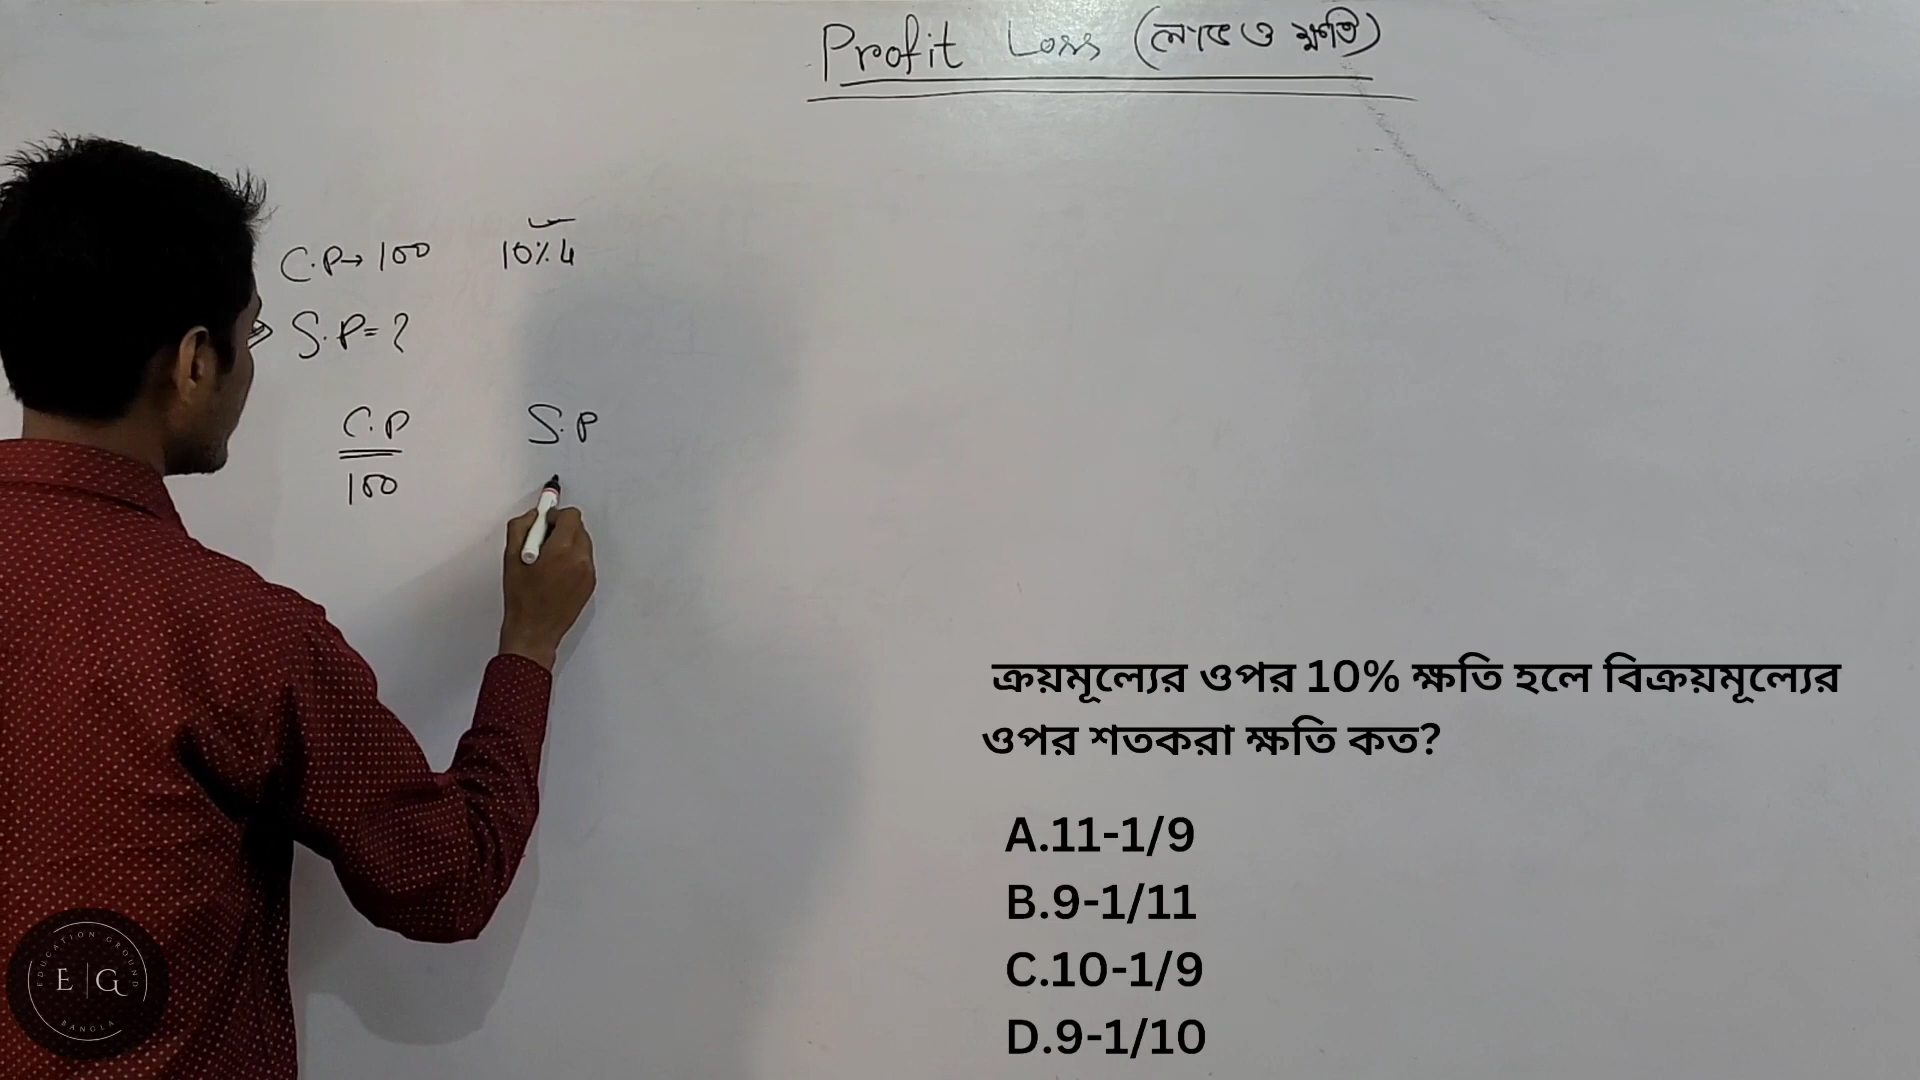 Profit Loss (লাভ ও ক্ষতি)
C.P→ 100 10% L
S.P= ?
C.P S.P
100
ক্রয়মূল্যের ওপর 10% ক্ষতি হলে বিক্রয়মূল্যের
ওপর শতকরা ক্ষতি কত?
A.11-1/9
B.9-1/11
C.10-1/9
D.9-1/10
EDUCATION GROUND
E|G
BANGLA